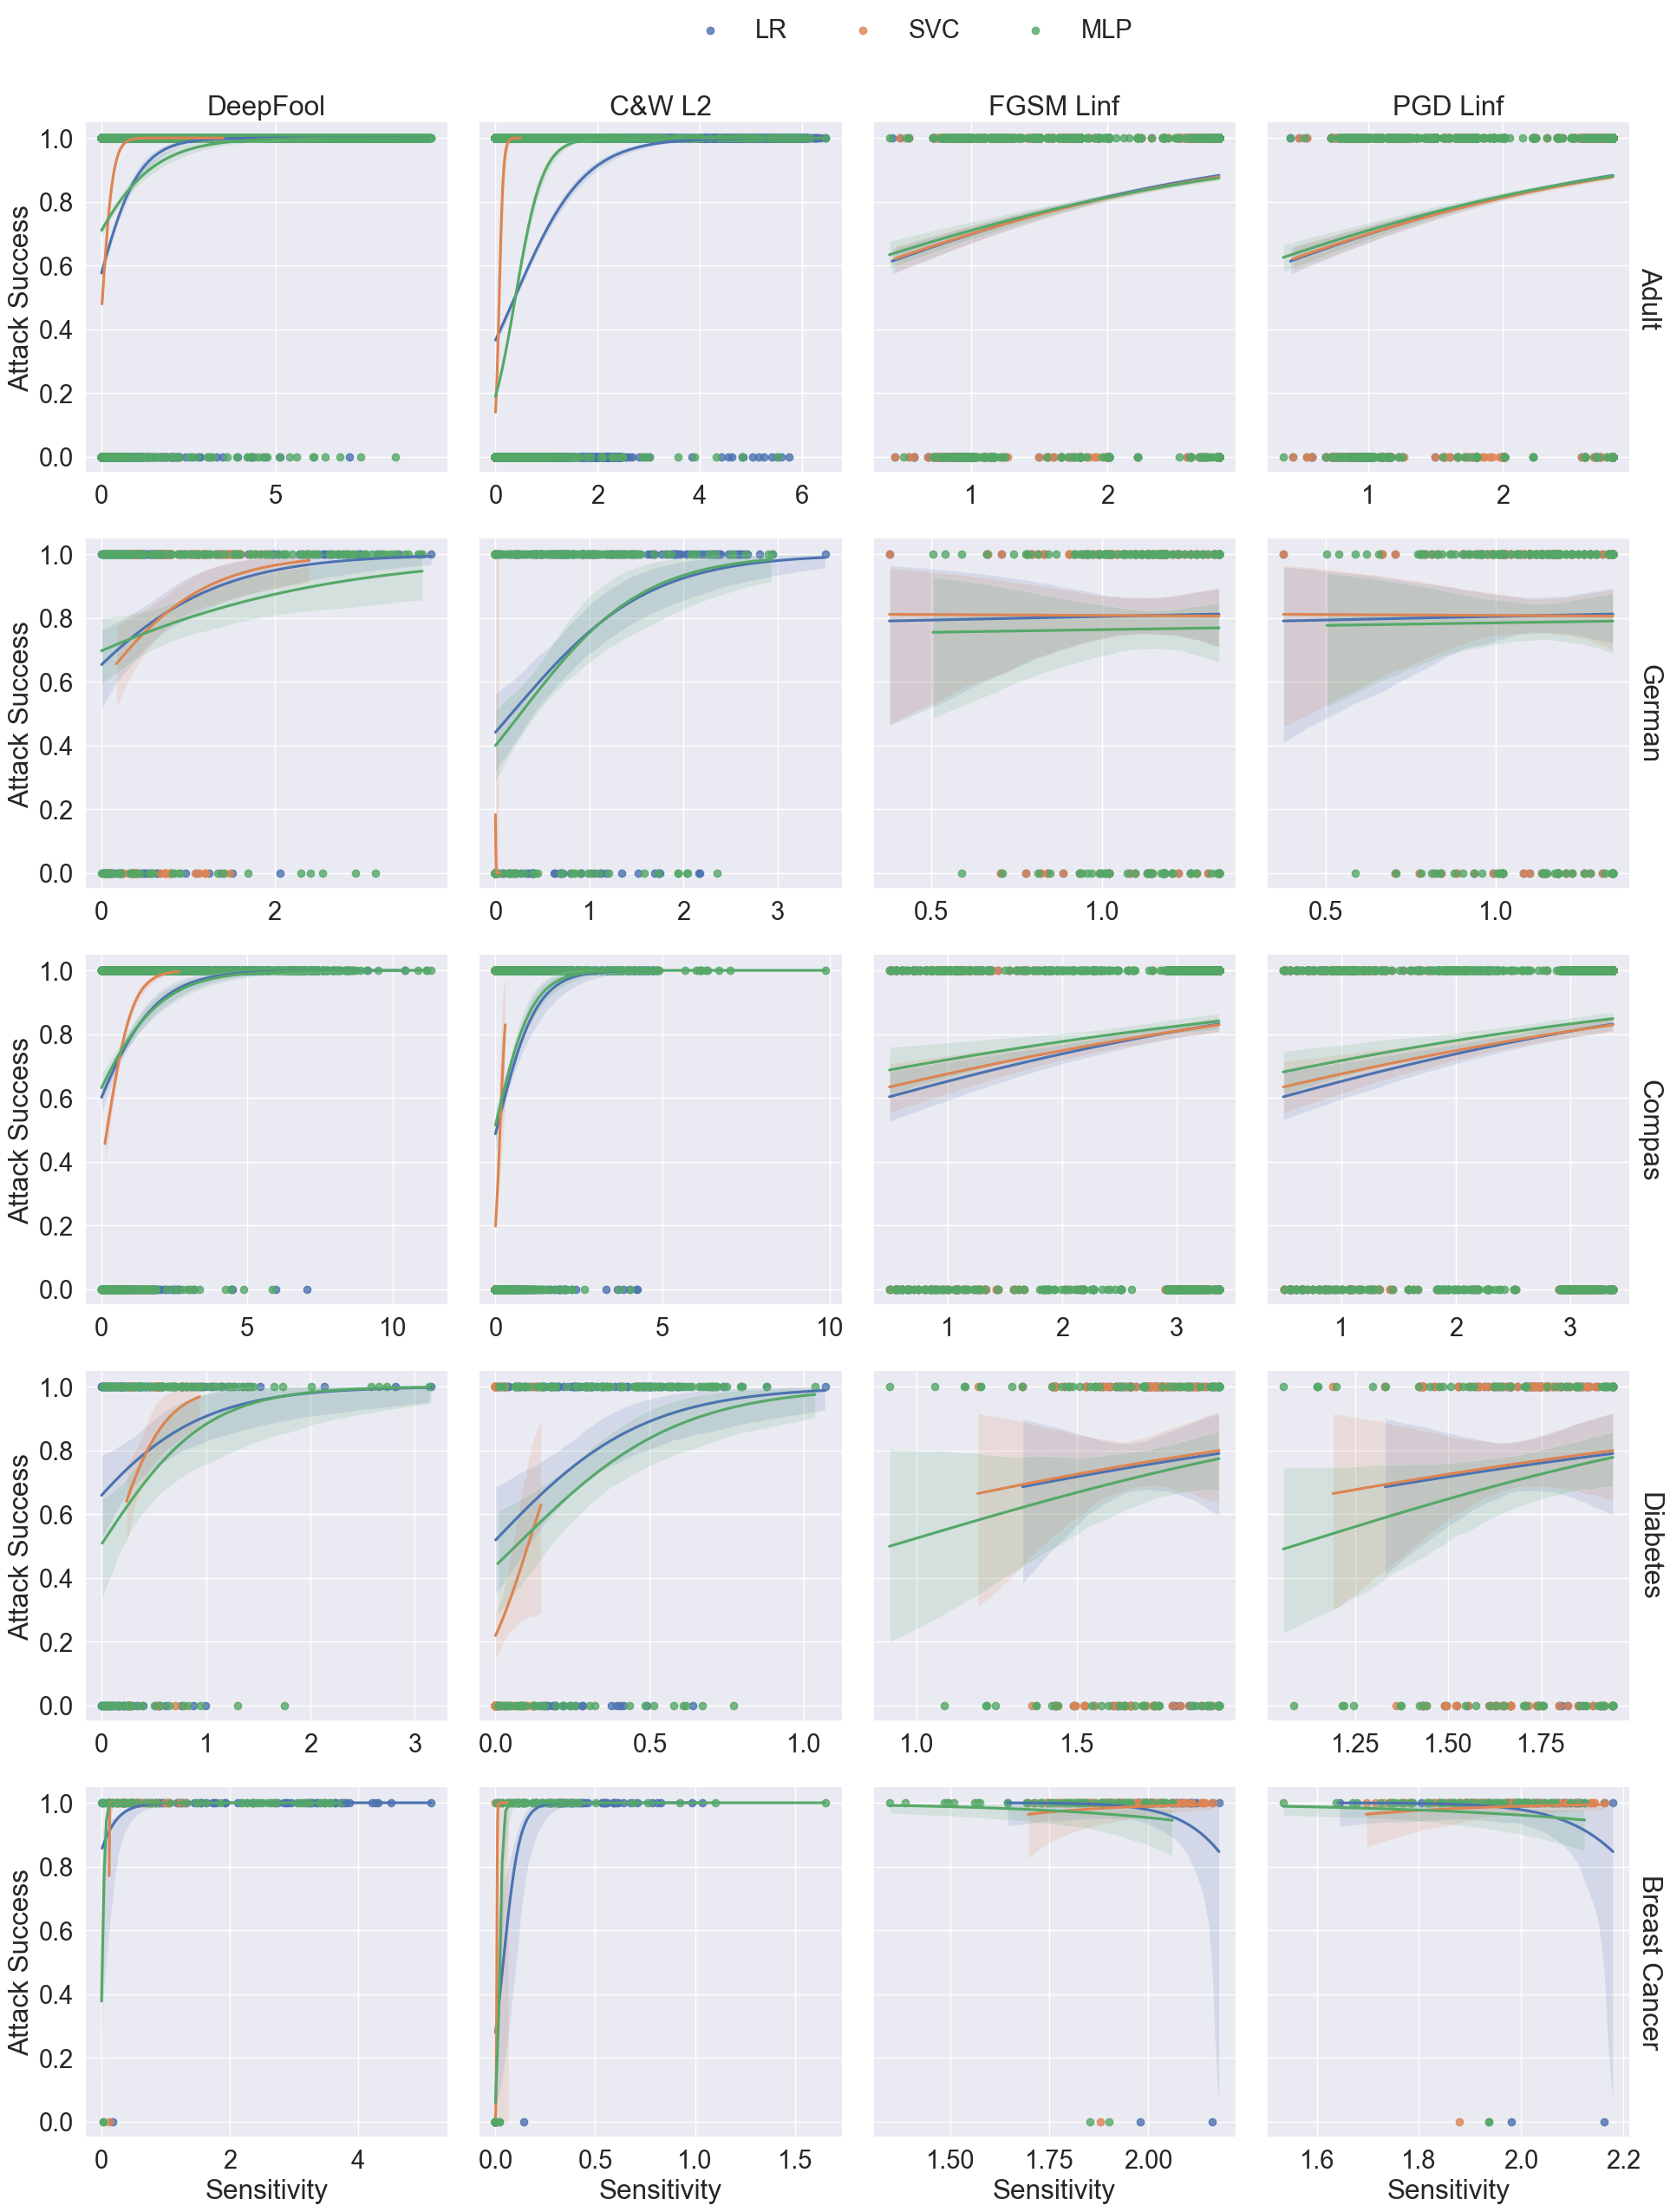 LR SVC MLP
DeepFool C&W L2 FGSM Linf PGD Linf
Attack Success
1.0
0.8
0.6
0.4
0.2
0.0
0 5
0 2 4 6
1 2
1 2
Adult
Attack Success
1.0
0.8
0.6
0.4
0.2
0.0
0 2
0 1 2 3
0.5 1.0
0.5 1.0
German
Attack Success
1.0
0.8
0.6
0.4
0.2
0.0
0 5 10
0 5 10
1 2 3
1 2 3
Compas
Attack Success
1.0
0.8
0.6
0.4
0.2
0.0
0 1 2 3
0.0 0.5 1.0
1.0 1.5
1.25 1.50 1.75
Diabetes
Attack Success
1.0
0.8
0.6
0.4
0.2
0.0
0 2 4
0.0 0.5 1.0 1.5
1.50 1.75 2.00
1.6 1.8 2.0 2.2
Breast Cancer
Sensitivity Sensitivity Sensitivity Sensitivity